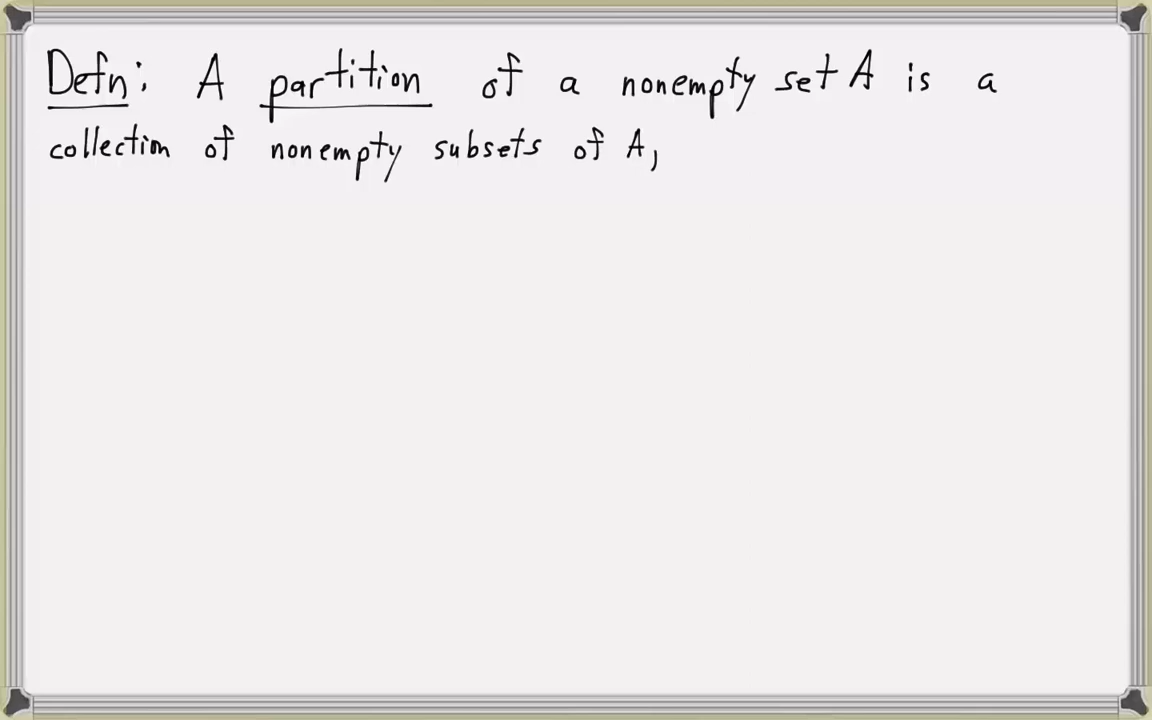 Defn: A partition of a nonempty set A is a
collection of nonempty subsets of A,